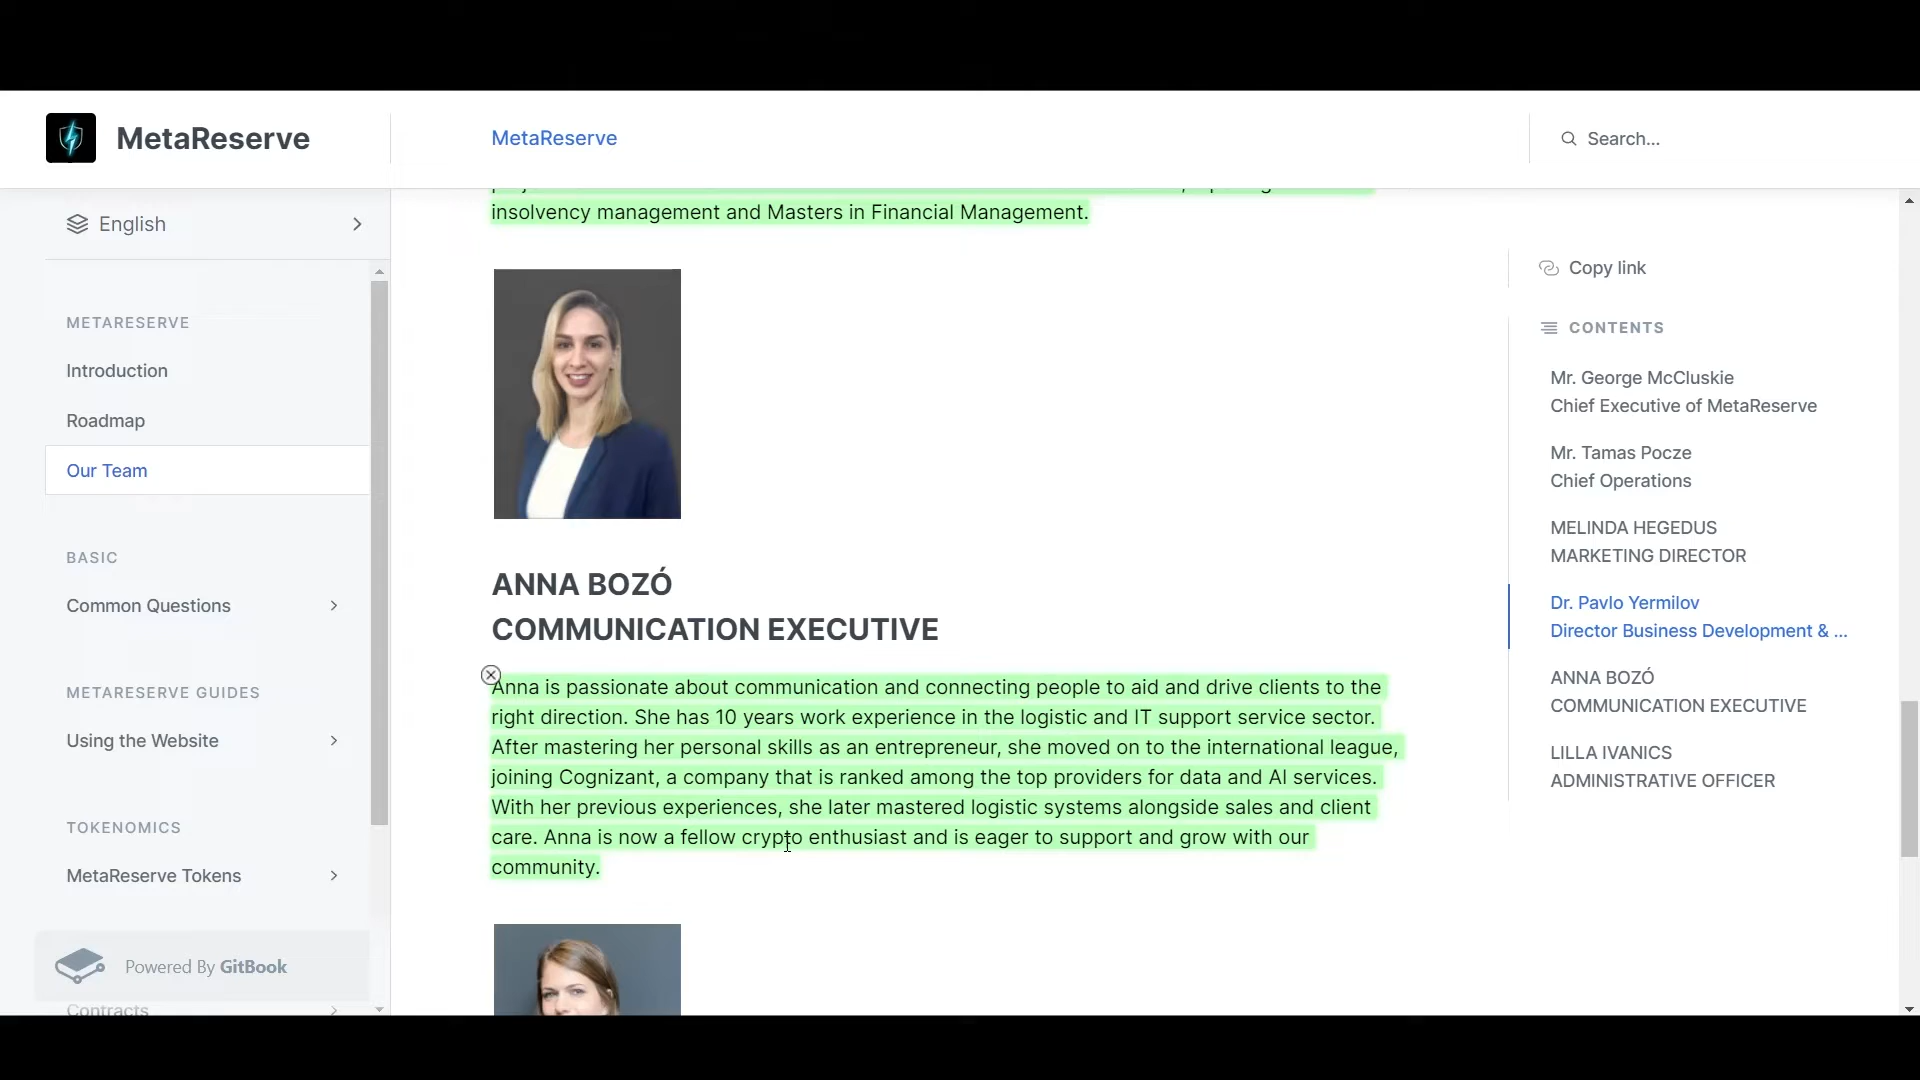 MetaReserve
MetaReserve
Search...
English
METARESERVE
Introduction
Roadmap
Our Team
BASIC
Common Questions
METARESERVE GUIDES
Using the Website
TOKENOMICS
MetaReserve Tokens
Powered By GitBook
Contracts
insolvency management and Masters in Financial Management.
ANNA BOZÓ
COMMUNICATION EXECUTIVE
Anna is passionate about communication and connecting people to aid and drive clients to the
right direction. She has 10 years work experience in the logistic and IT support service sector.
After mastering her personal skills as an entrepreneur, she moved on to the international league,
joining Cognizant, a company that is ranked among the top providers for data and AI services.
With her previous experiences, she later mastered logistic systems alongside sales and client
care. Anna is now a fellow crypto enthusiast and is eager to support and grow with our
community.
Copy link
CONTENTS
Mr. George McCluskie
Chief Executive of MetaReserve
Mr. Tamas Pocze
Chief Operations
MELINDA HEGEDUS
MARKETING DIRECTOR
Dr. Pavlo Yermilov
Director Business Development & ...
ANNA BOZÓ
COMMUNICATION EXECUTIVE
LILLA IVANICS
ADMINISTRATIVE OFFICER